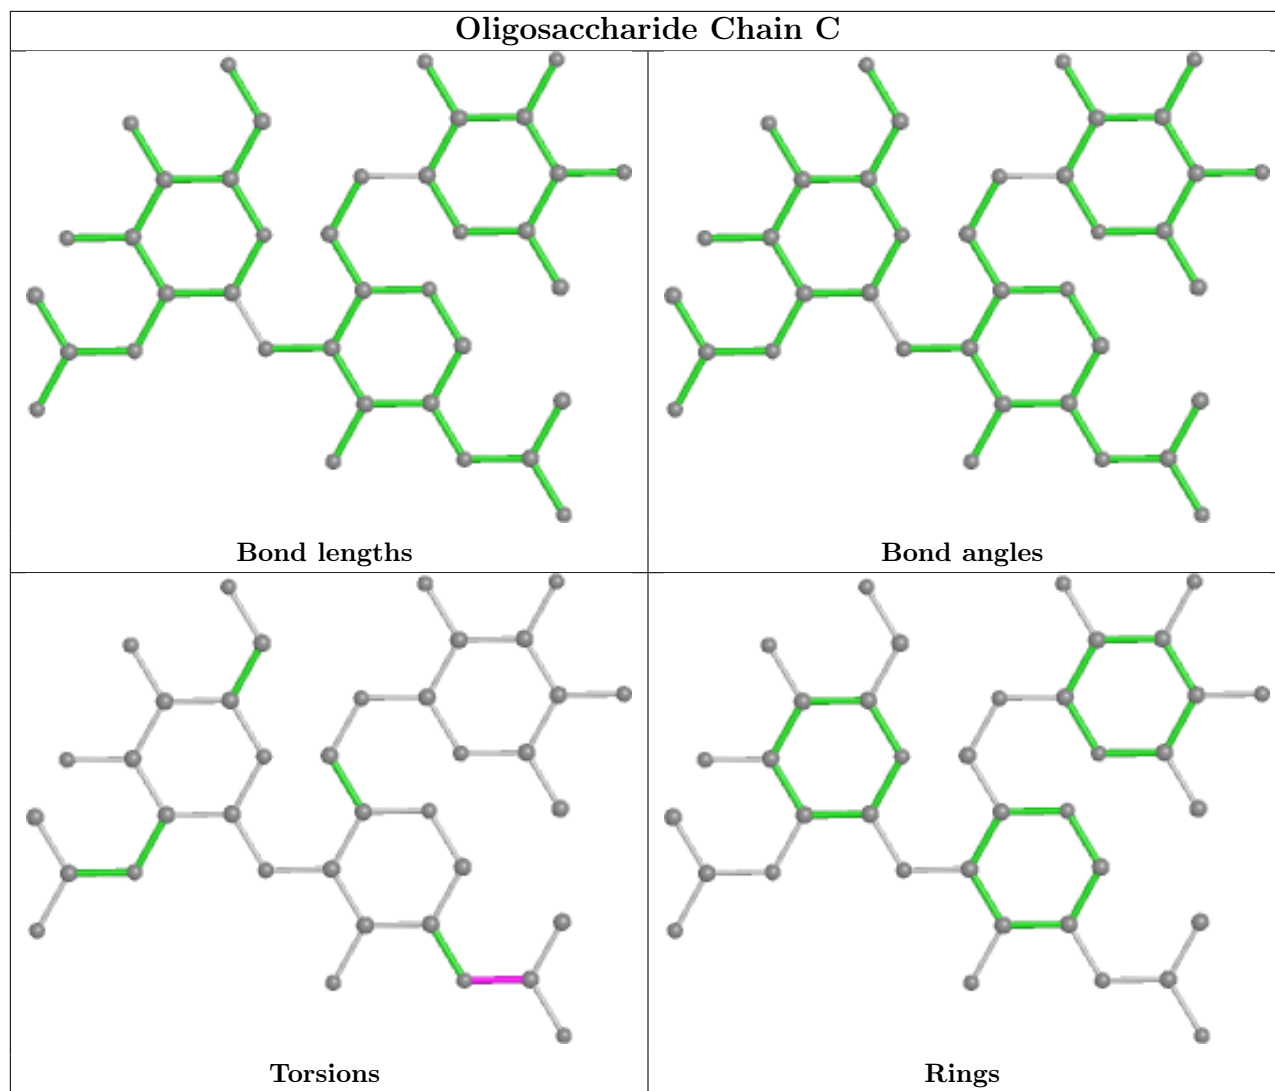 Oligosaccharide Chain C
Bond lengths
Bond angles
Torsions
Rings